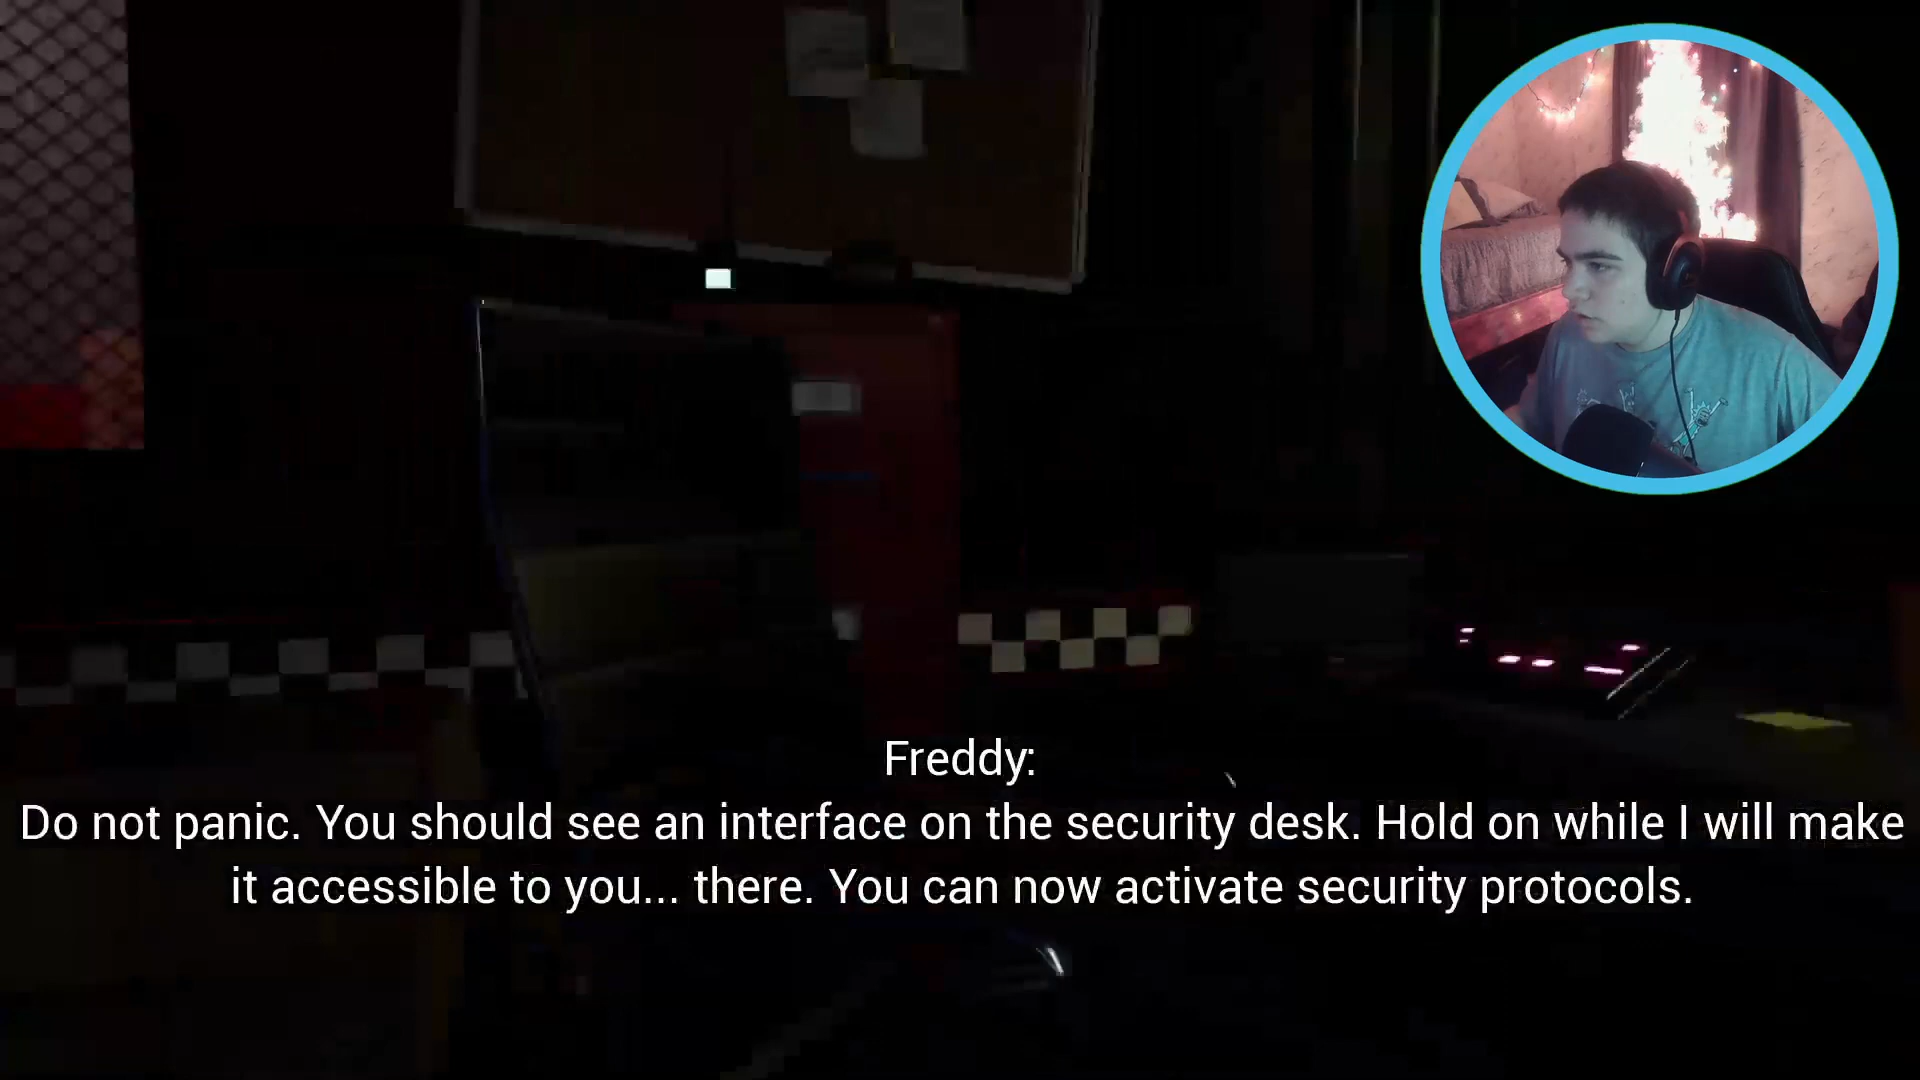 Freddy:
Do not panic. You should see an interface on the security desk. Hold on while I will make
it accessible to you... there. You can now activate security protocols.